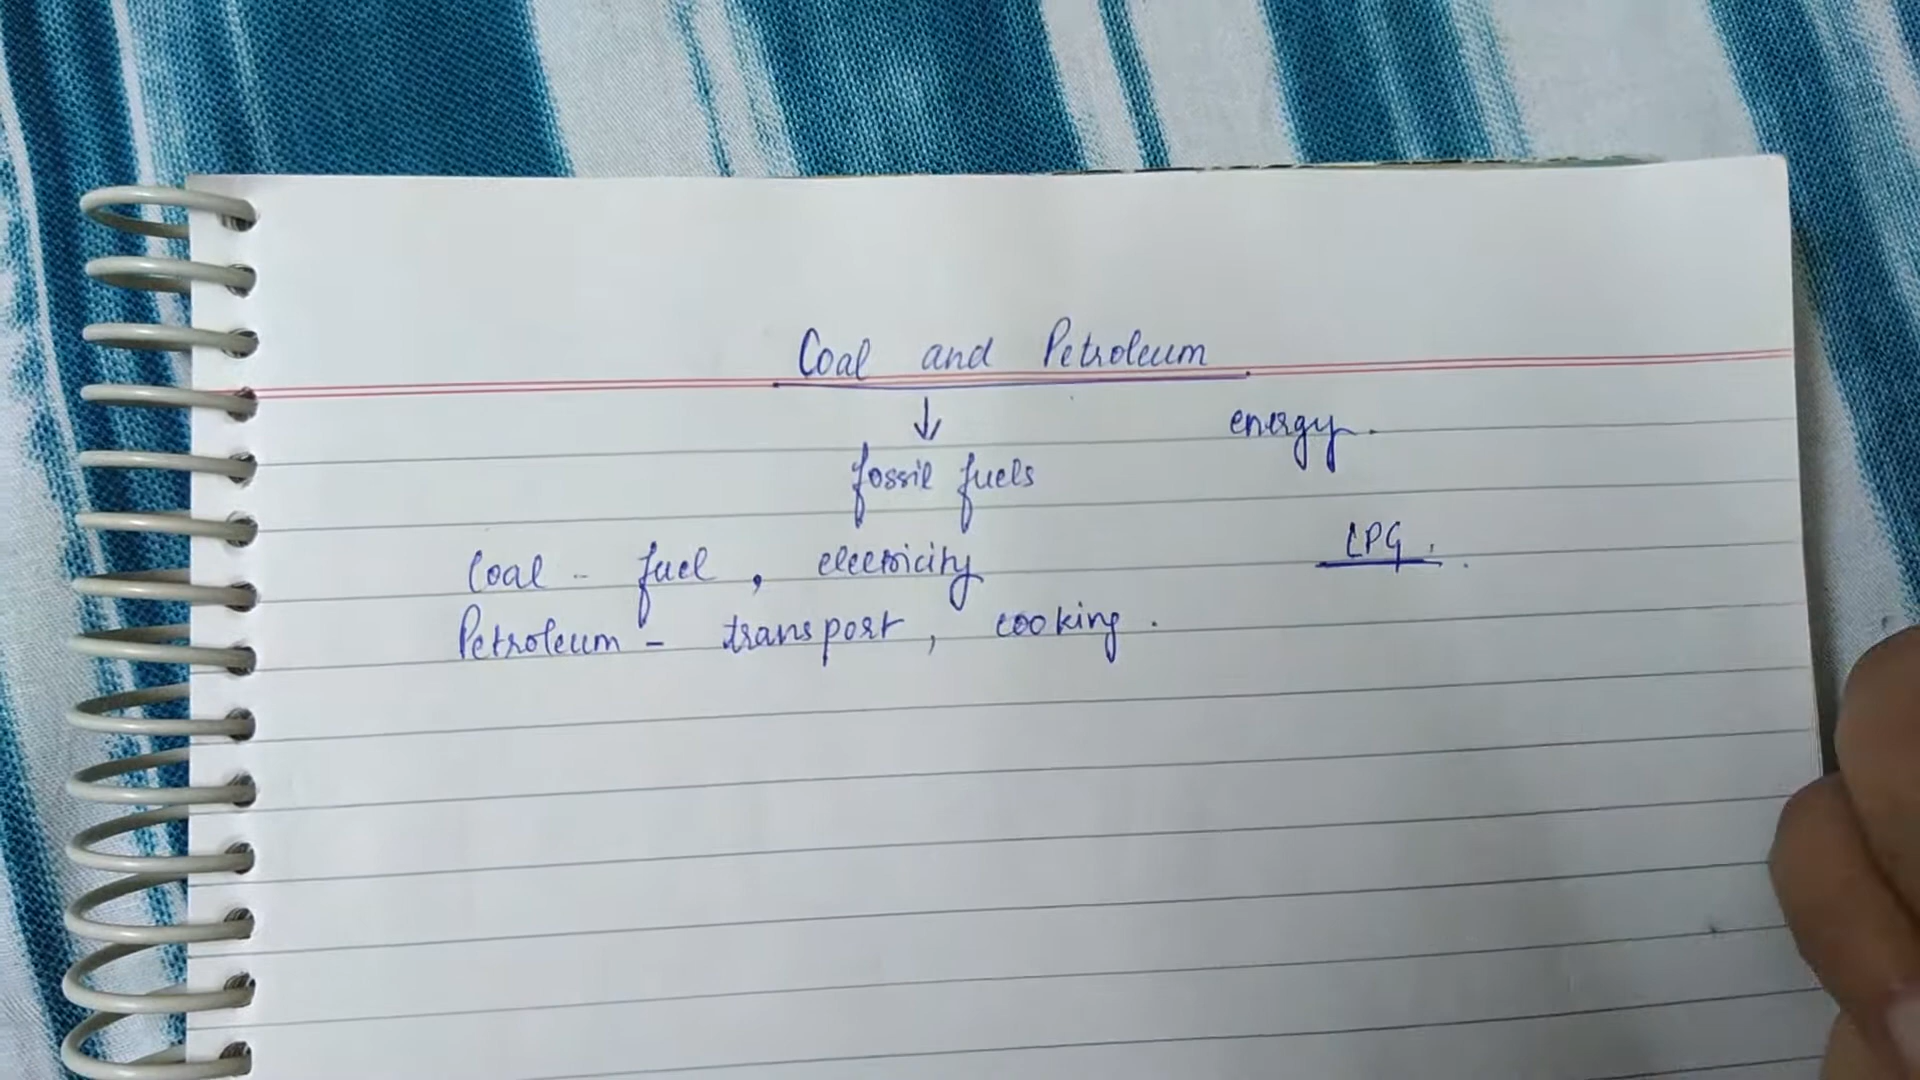 Coal and Petroleum
↓
energy.
fossil fuels
LPG.
Coal - fuel, electricity
Petroleum - transport, cooking.